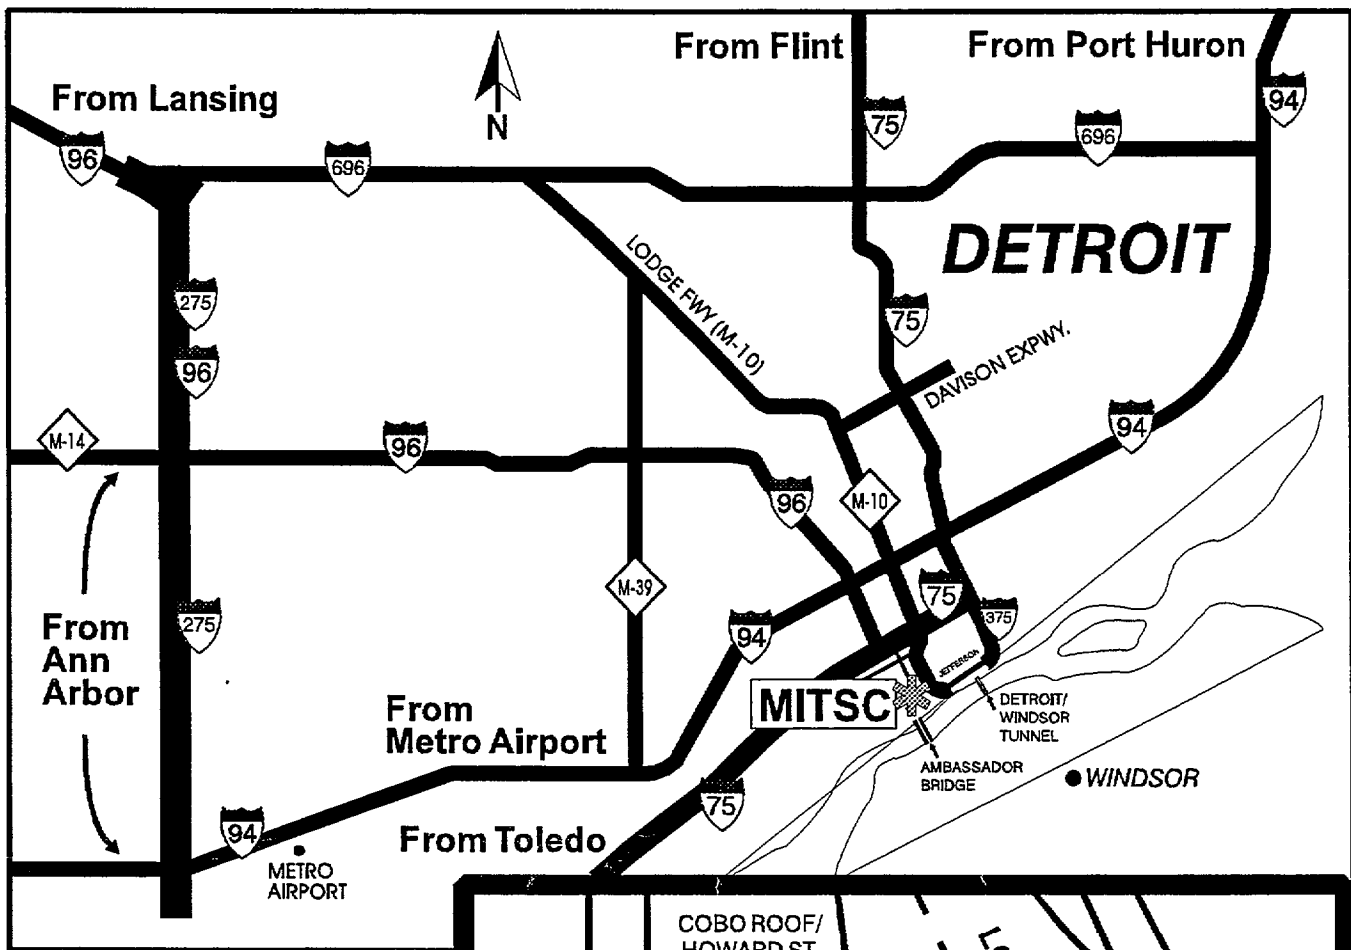 From Flint
From Port Huron
From Lansing
N
96
696
75
696
94
DETROIT
275
LODGE FWY (M-10)
75
96
DAVISON EXPWY.
M-14
96
94
96
M-10
M-39
75
From
Ann
Arbor
275
94
375
JEFFERSON
MITSC
DETROIT/
WINDSOR
TUNNEL
From
Metro Airport
AMBASSADOR
BRIDGE
WINDSOR
75
94
From Toledo
METRO
AIRPORT
COBO ROOF/
HOWARD ST